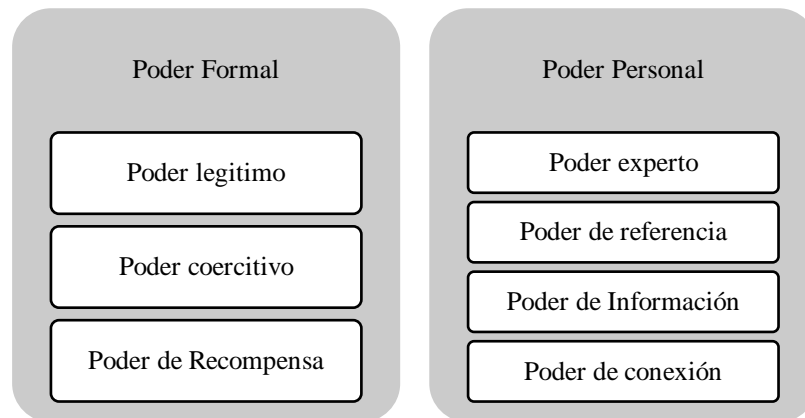 Poder Formal
Poder legitimo
Poder coercitivo
Poder de Recompensa
Poder Personal
Poder experto
Poder de referencia
Poder de Información
Poder de conexión